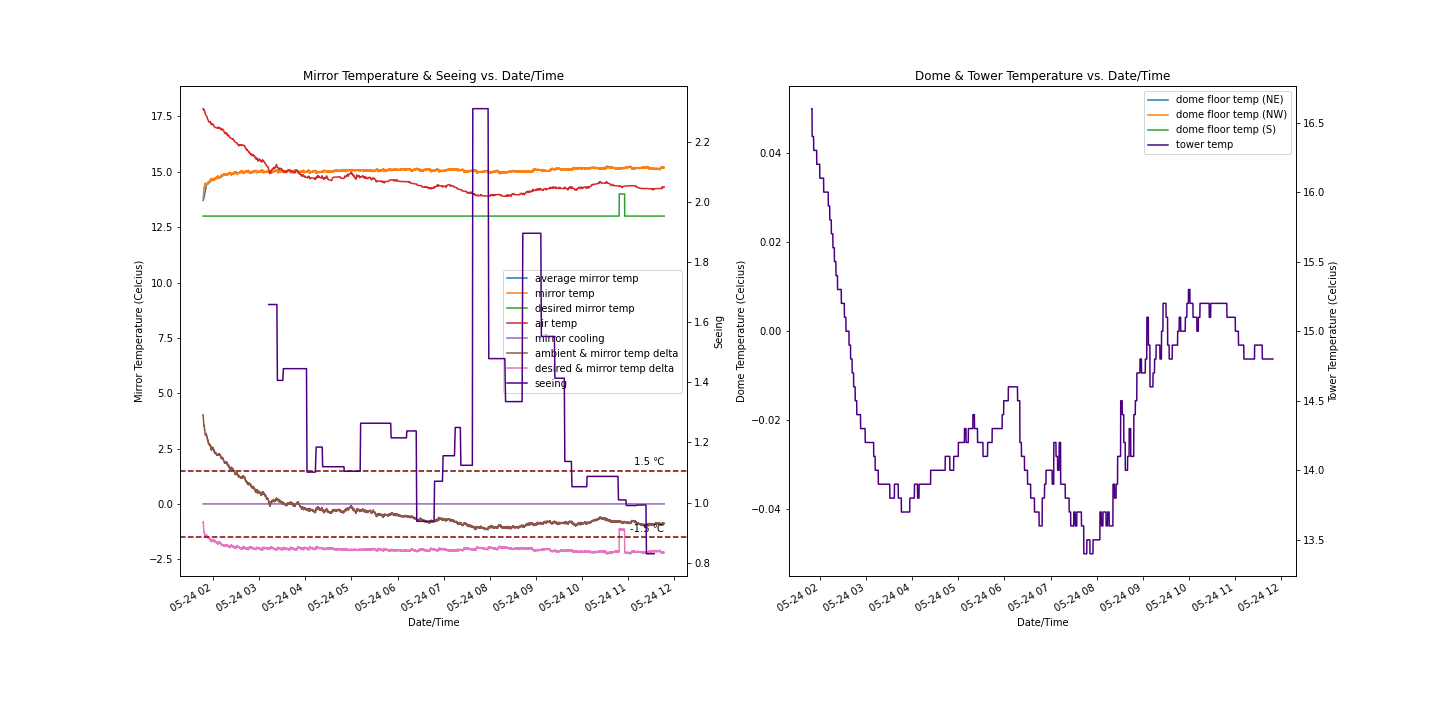 Mirror Temperature & Seeing vs. Date/Time
17.5
15.0
12.5
10.0
7.5
5.0
2.5
0.0
−2.5
Mirror Temperature (Celcius)
average mirror temp
mirror temp
desired mirror temp
air temp
mirror cooling
ambient & mirror temp delta
desired & mirror temp delta
seeing
1.5 °C
-1.5 °C
2.2
2.0
1.8
1.6
1.4
1.2
1.0
0.8
Seeing
05-24 02
05-24 03
05-24 04
05-24 05
05-24 06
05-24 07
05-24 08
05-24 09
05-24 10
05-24 11
05-24 12
Date/Time
Dome & Tower Temperature vs. Date/Time
0.04
0.02
0.00
−0.02
−0.04
Dome Temperature (Celcius)
dome floor temp (NE)
dome floor temp (NW)
dome floor temp (S)
tower temp
16.5
16.0
15.5
15.0
14.5
14.0
13.5
Tower Temperature (Celcius)
05-24 02
05-24 03
05-24 04
05-24 05
05-24 06
05-24 07
05-24 08
05-24 09
05-24 10
05-24 11
05-24 12
Date/Time